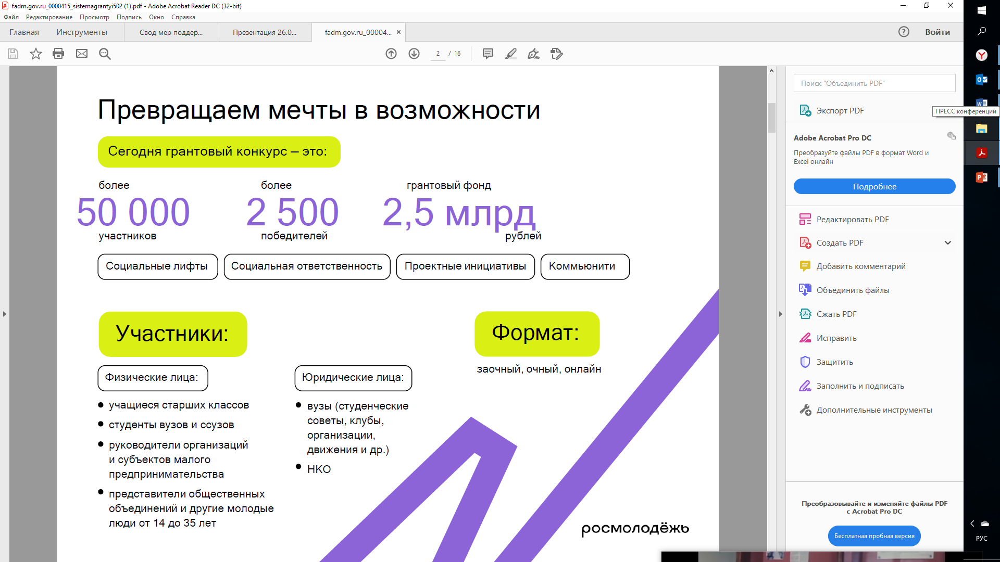 fadm.gov.ru_0000415_sistemagrantyi502 (1).pdf - Adobe Acrobat Reader DC (32-bit)
Файл Редактирование Просмотр Подпись Окно Справка
Главная Инструменты Свод мер поддер... Презентация 26.0... fadm.gov.ru_00004... Войти
2 / 16
Превращаем мечты в возможности
Сегодня грантовый конкурс – это:
более
50 000
участников
более
2 500
победителей
грантовый фонд
2,5 млрд
рублей
Социальные лифты
Социальная ответственность
Проектные инициативы
Коммьюнити
Участники:
Физические лица:
учащиеся старших классов
студенты вузов и ссузов
руководители организаций
и субъектов малого
предпринимательства
представители общественных
объединений и другие молодые
люди от 14 до 35 лет
Юридические лица:
вузы (студенческие
советы, клубы,
организации,
движения и др.)
НКО
Формат:
заочный, очный, онлайн
росмолодёжь
Поиск "Объединить PDF"
Экспорт PDF
Adobe Acrobat Pro DC
Преобразуйте файлы PDF в формат Word и
Excel онлайн
Подробнее
Редактировать PDF
Создать PDF
Добавить комментарий
Объединить файлы
Сжать PDF
Исправить
Защитить
Заполнить и подписать
Дополнительные инструменты
Преобразовывайте и изменяйте файлы PDF
с Acrobat Pro DC
Бесплатная пробная версия
ПРЕСС конференции
РУС